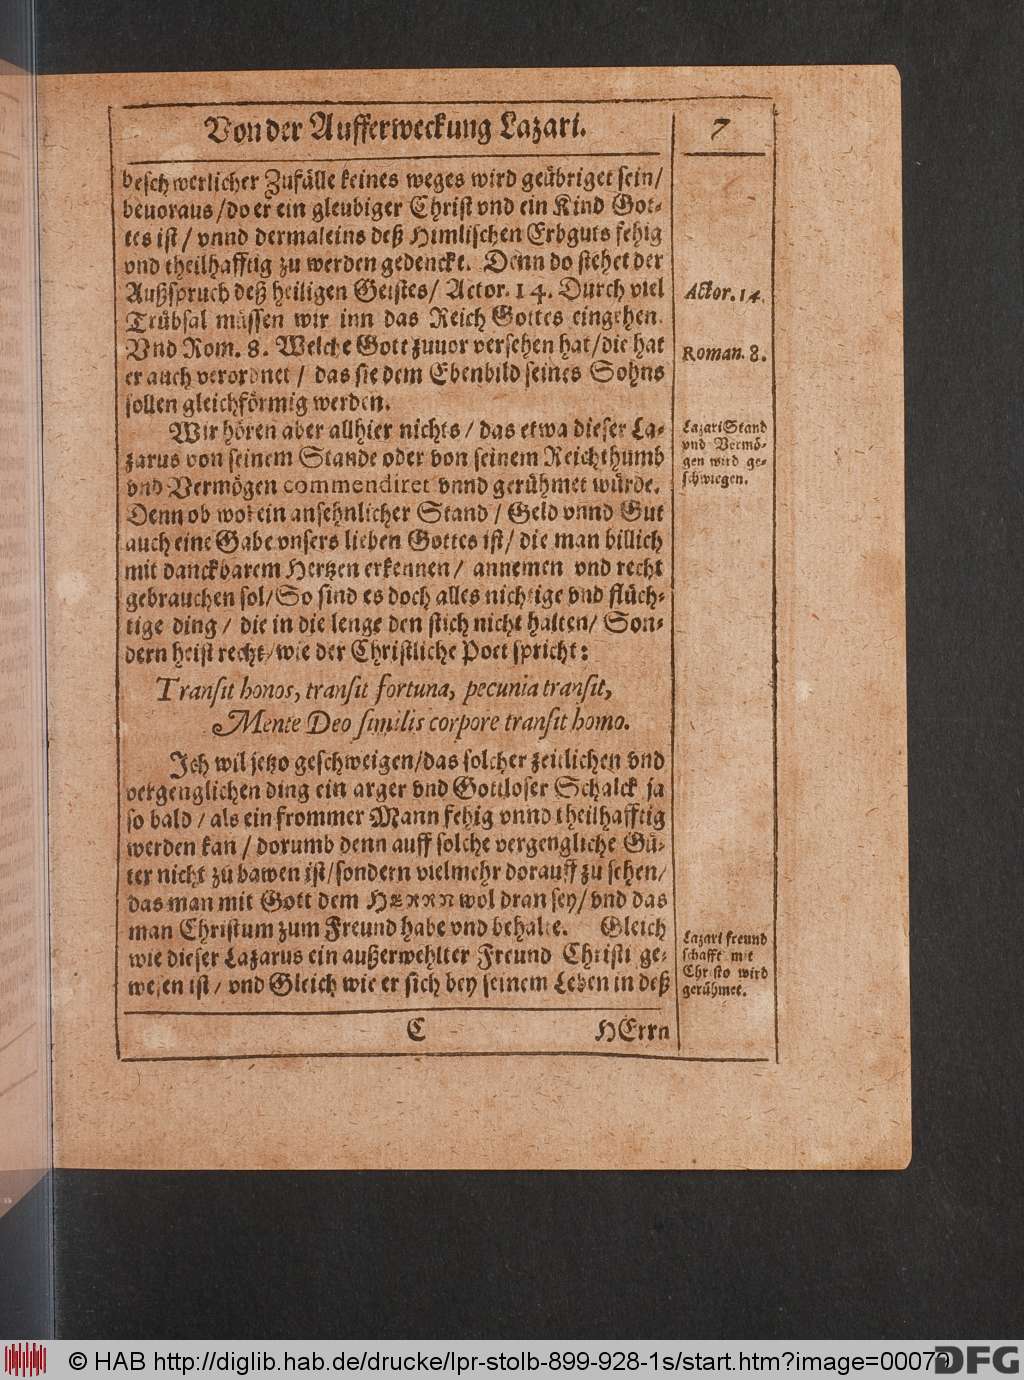 Von der Aufferweckung Lazari. 7
beschwerlicher Zufälle keines weges wird geübriget sein/
beuoraus/do er ein gleubiger Christ vnd ein Kind Got-
tes ist/ vnnd dermaleins deß Himlischen Erbguts fehig
vnd theilhafftig zu werden gedenckt. Denn do stehet der
Außspruch deß heiligen Geistes/ Actor. 14. Durch viel
Trübsal müssen wir inn das Reich Gottes eingehen.
Vnd Rom. 8. Welche Gott zuuor versehen hat/die hat
er auch verordnet / das sie dem Ebenbild seines Sohns
sollen gleichförmig werden.
Actor. 14.
Roman. 8.
Wir hören aber allhier nichts / das etwa dieser La-
zarus von seinem Stande oder von seinem Reichthumb
vnd Vermögen commendiret vnnd gerühmet würde.
Denn ob wol ein ansehnlicher Stand / Geld vnnd Gut
auch eine Gabe vnsers lieben Gottes ist/ die man billich
mit danckbarem Hertzen erkennen/ annemen vnd recht
gebrauchen sol/So sind es doch alles nichtige vnd flüch-
tige ding / die in die lenge den stich nicht halten/ Son-
dern heist recht/wie der Christliche Poet spricht:
Lazari Stand
vnd Vermö-
gen wird ge-
schwiegen.
Transit honos, transit fortuna, pecunia transit,
Mente Deo similis corpore transit homo.
Ich wil jetzo geschweigen/das solcher zeitlichen vnd
vergenglichen ding ein arger vnd Gottloser Schalck ja
so bald / als ein frommer Mann fehig vnnd theilhafftig
werden kan / dorumb denn auff solche vergengliche Gü-
ter nicht zu bawen ist/sondern vielmehr dorauff zu sehen/
das man mit Gott dem HERRN wol dran sey/ vnd das
man Christum zum Freund habe vnd behalte. Gleich
wie dieser Lazarus ein außerwehlter Freund Christi ge-
wesen ist / vnd Gleich wie er sich bey seinem Leben in deß
Lazari freund
schafft mit
Christo wird
gerühmet.
C HErrn
© HAB http://diglib.hab.de/drucke/lpr-stolb-899-928-1s/start.htm?image=00079
DFG